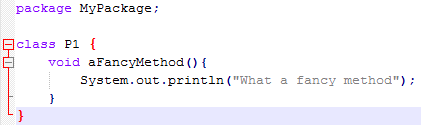 package MyPackage;
class P1 {
void aFancyMethod(){
System.out.println("What a fancy method");
}
}